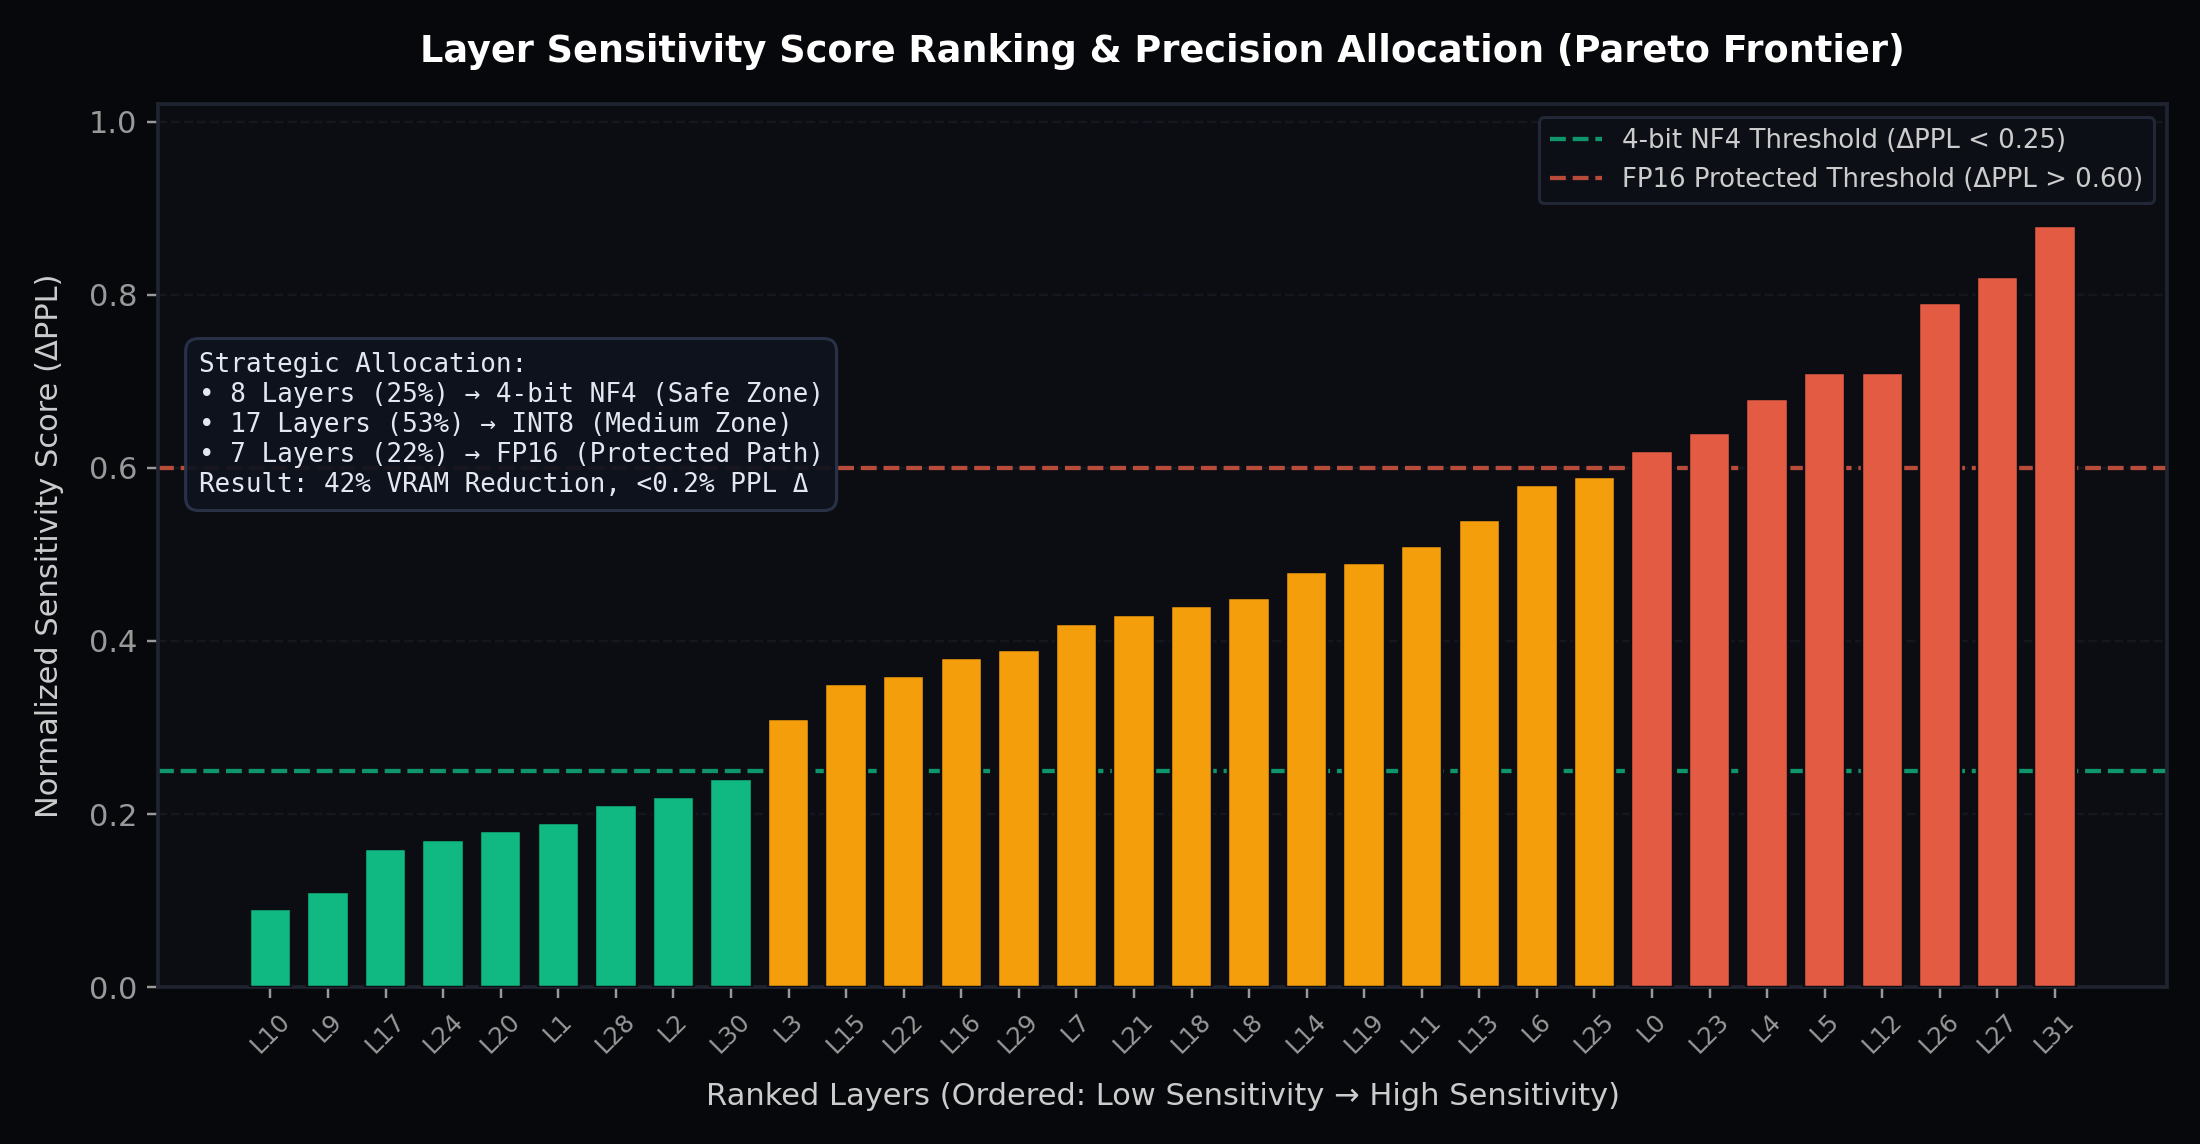 Layer Sensitivity Score Ranking & Precision Allocation (Pareto Frontier)
4-bit NF4 Threshold (ΔPPL < 0.25)
FP16 Protected Threshold (ΔPPL > 0.60)
Normalized Sensitivity Score (ΔPPL)
1.0
0.8
0.6
0.4
0.2
0.0
Strategic Allocation:
• 8 Layers (25%) → 4-bit NF4 (Safe Zone)
• 17 Layers (53%) → INT8 (Medium Zone)
• 7 Layers (22%) → FP16 (Protected Path)
Result: 42% VRAM Reduction, <0.2% PPL Δ
L10 L9 L17 L24 L20 L1 L28 L2 L30 L3 L15 L22 L16 L29 L7 L21 L18 L8 L14 L19 L11 L13 L6 L25 L0 L23 L4 L5 L12 L26 L27 L31
Ranked Layers (Ordered: Low Sensitivity → High Sensitivity)